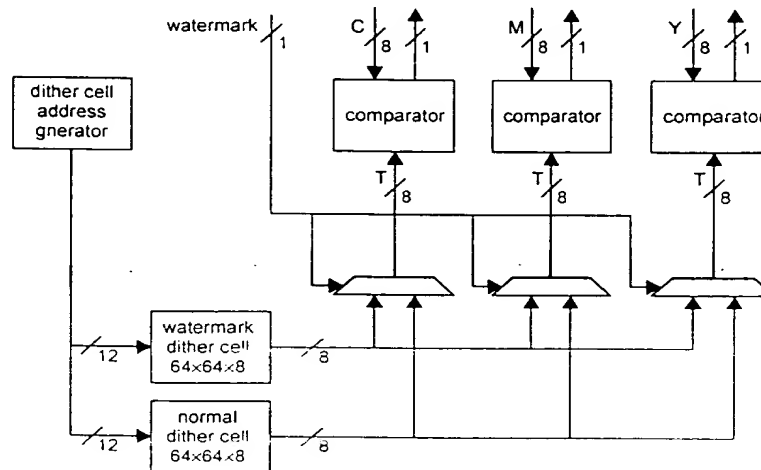 watermark
1
C
8
1
M
8
1
Y
8
1
dither cell
address
gnerator
comparator
comparator
comparator
T
8
T
8
T
8
12
watermark
dither cell
64×64×8
8
12
normal
dither cell
64×64×8
8